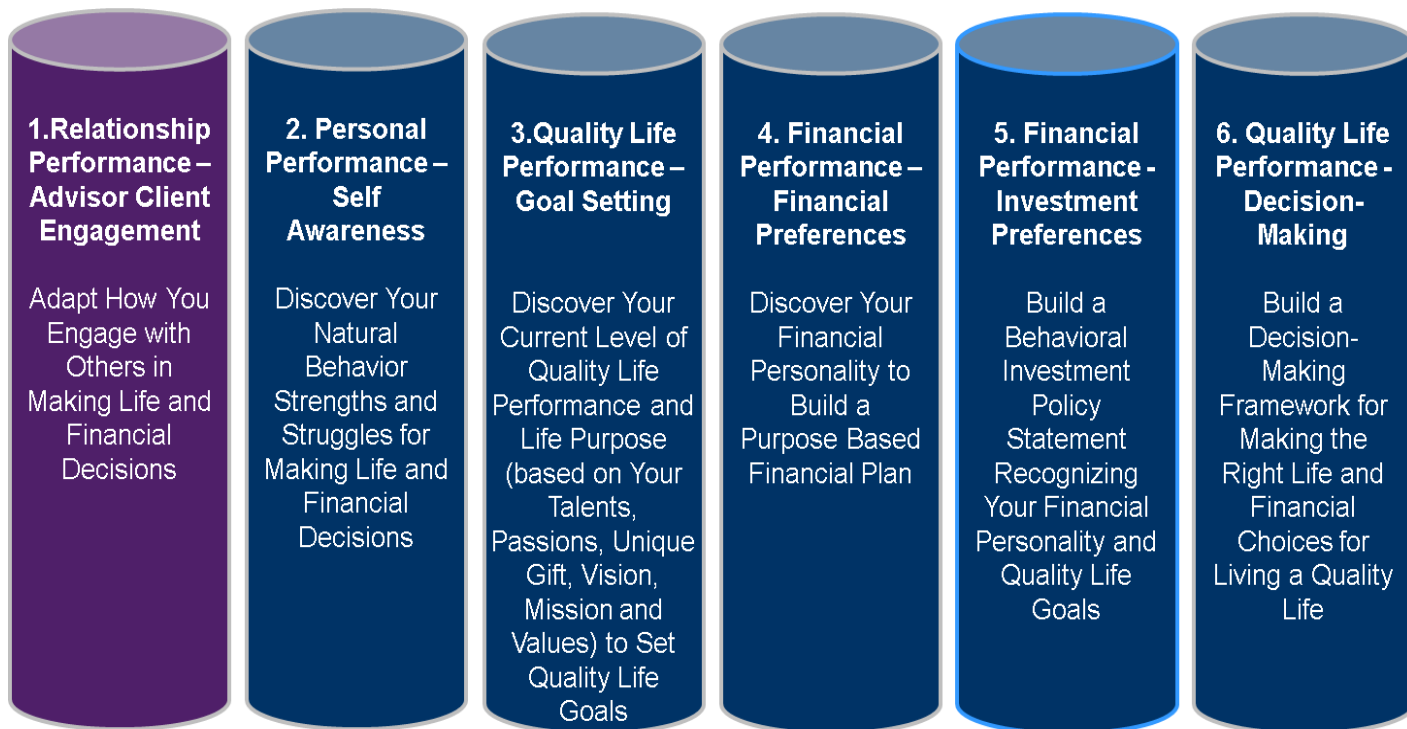 1.Relationship
Performance –
Advisor Client
Engagement
Adapt How You
Engage with
Others in
Making Life and
Financial
Decisions
2. Personal
Performance –
Self
Awareness
Discover Your
Natural
Behavior
Strengths and
Struggles for
Making Life and
Financial
Decisions
3.Quality Life
Performance –
Goal Setting
Discover Your
Current Level of
Quality Life
Performance and
Life Purpose
(based on Your
Talents,
Passions, Unique
Gift, Vision,
Mission and
Values) to Set
Quality Life
Goals
4. Financial
Performance –
Financial
Preferences
Discover Your
Financial
Personality to
Build a
Purpose Based
Financial Plan
5. Financial
Performance -
Investment
Preferences
Build a
Behavioral
Investment
Policy
Statement
Recognizing
Your Financial
Personality and
Quality Life
Goals
6. Quality Life
Performance -
Decision-
Making
Build a
Decision-
Making
Framework for
Making the
Right Life and
Financial
Choices for
Living a Quality
Life